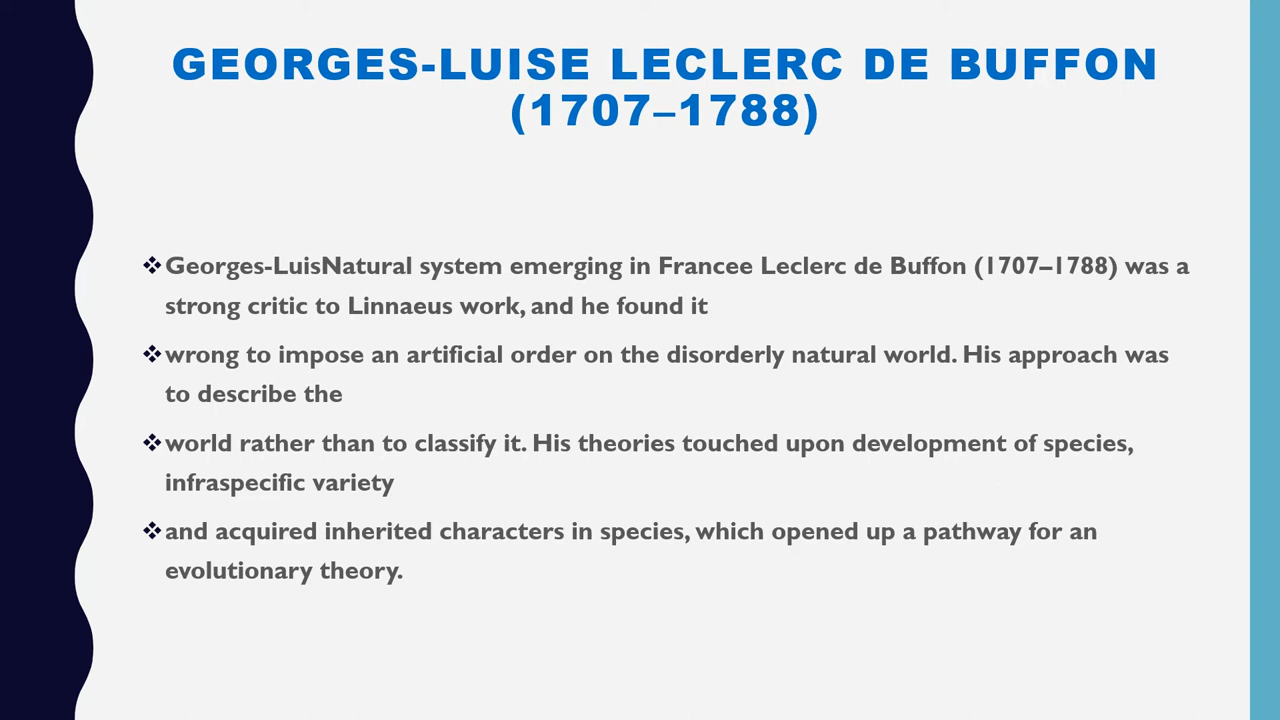 GEORGES-LUISE LECLERC DE BUFFON
(1707–1788)
❖Georges-LuisNatural system emerging in Francee Leclerc de Buffon (1707–1788) was a
strong critic to Linnaeus work, and he found it
❖wrong to impose an artificial order on the disorderly natural world. His approach was
to describe the
❖world rather than to classify it. His theories touched upon development of species,
infraspecific variety
❖and acquired inherited characters in species, which opened up a pathway for an
evolutionary theory.